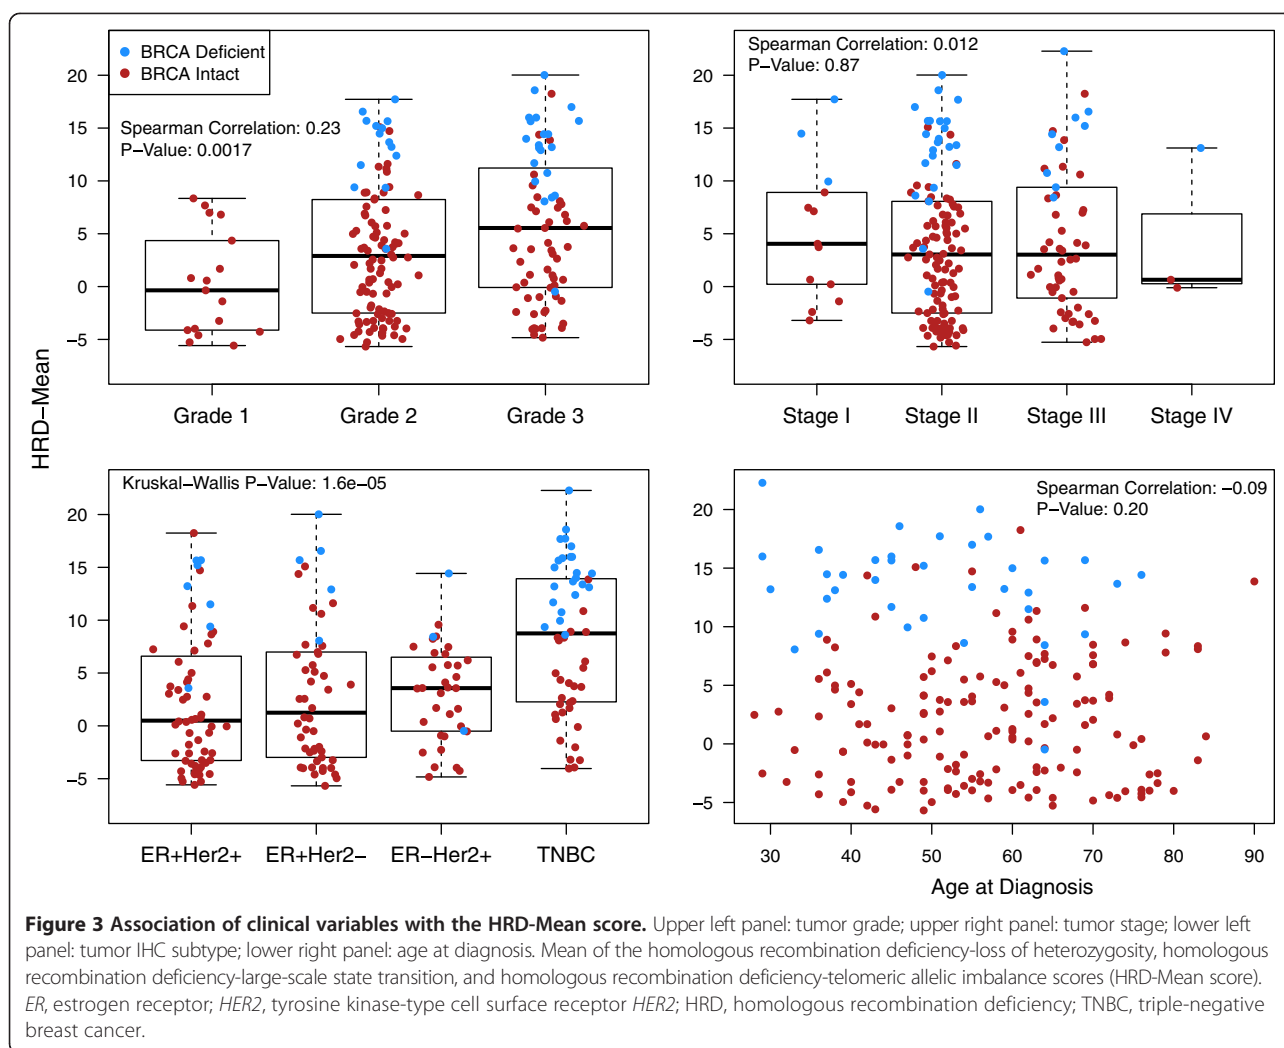 BRCA Deficient
BRCA Intact
Spearman Correlation: 0.23
P−Value: 0.0017
20
15
10
5
0
−5
Grade 1 Grade 2 Grade 3
Spearman Correlation: 0.012
P−Value: 0.87
20
15
10
5
0
−5
Stage I Stage II Stage III Stage IV
HRD−Mean
Kruskal−Wallis P−Value: 1.6e−05
20
15
10
5
0
−5
ER+Her2+ ER+Her2− ER−Her2+ TNBC
Spearman Correlation: −0.09
P−Value: 0.20
20
15
10
5
0
−5
30 40 50 60 70 80 90
Age at Diagnosis
Figure 3 Association of clinical variables with the HRD-Mean score. Upper left panel: tumor grade; upper right panel: tumor stage; lower left
panel: tumor IHC subtype; lower right panel: age at diagnosis. Mean of the homologous recombination deficiency-loss of heterozygosity, homologous
recombination deficiency-large-scale state transition, and homologous recombination deficiency-telomeric allelic imbalance scores (HRD-Mean score).
ER, estrogen receptor; HER2, tyrosine kinase-type cell surface receptor HER2; HRD, homologous recombination deficiency; TNBC, triple-negative
breast cancer.